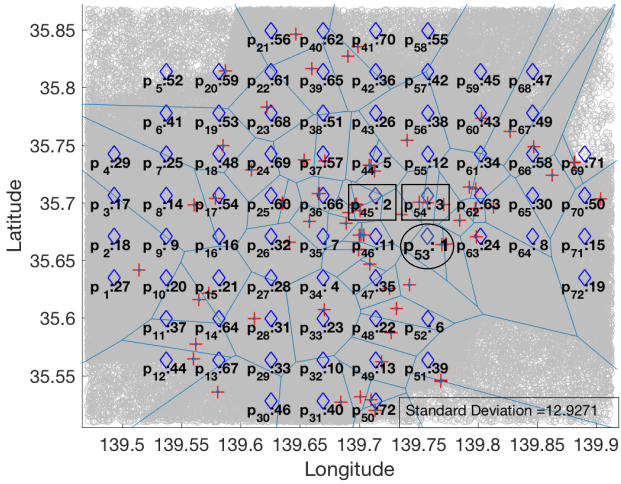 35.85 p21:56 p40:62 p41:70 p58:55
35.8 p5:52 p20:59 p22:61 p39:65 p42:36 p57:42 p59:45 p68:47
p6:41 p19:53 p23:68 p38:51 p43:26 p56:38 p60:43 p67:49
35.75 p4:29 p7:25 p18:48 p24:69 p37:57 p44:5 p55:12 p61:34 p66:58 p69:71
35.7 p3:17 p8:14 p17:54 p25:60 p36:66 p45:2 p54:3 p62:63 p65:30 p70:50
Latitude
35.65 p2:18 p9:9 p16:16 p26:32 p35:7 p46:11 p53:1 p63:24 p64:8 p71:15
p1:27 p10:20 p15:21 p27:28 p34:4 p47:35 p72:19
35.6 p11:37 p14:64 p28:31 p33:23 p48:22 p52:6
35.55 p12:44 p13:67 p29:33 p32:10 p49:13 p51:39
p30:46 p31:40 p50:72
Standard Deviation =12.9271
139.5 139.55 139.6 139.65 139.7 139.75 139.8 139.85 139.9
Longitude